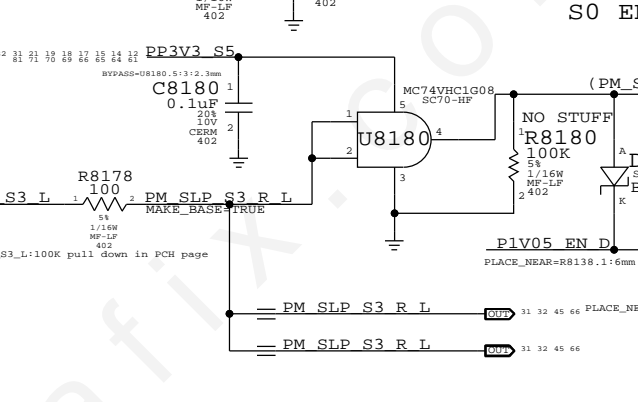 MF-LF
402
402
S0 EN
31 21 19 18 17 15 14 12
81 71 70 69 66 65 64 61
PP3V3_S5
BYPASS=U8180.5:3:2.3mm
C8180
1
0.1uF
20%
10V
CERM
402
2
MC74VHC1G08
SC70-HF
5
1
2
U8180
4
3
(PM_S
NO STUFF
1
R8180
100K
5%
1/16W
MF-LF
402
2
A
D
K
R8178
100
S3_L
1
2
5%
1/16W
MF-LF
402
PM_SLP_S3_R_L
MAKE_BASE=TRUE
S3_L:100K pull down in PCH page
P1V05_EN_D
PLACE_NEAR=R8138.1:6mm
PM_SLP_S3_R_L
OUT
31 32 45 66
PLACE_NE
PM_SLP_S3_R_L
OUT
31 32 45 66
afix.co